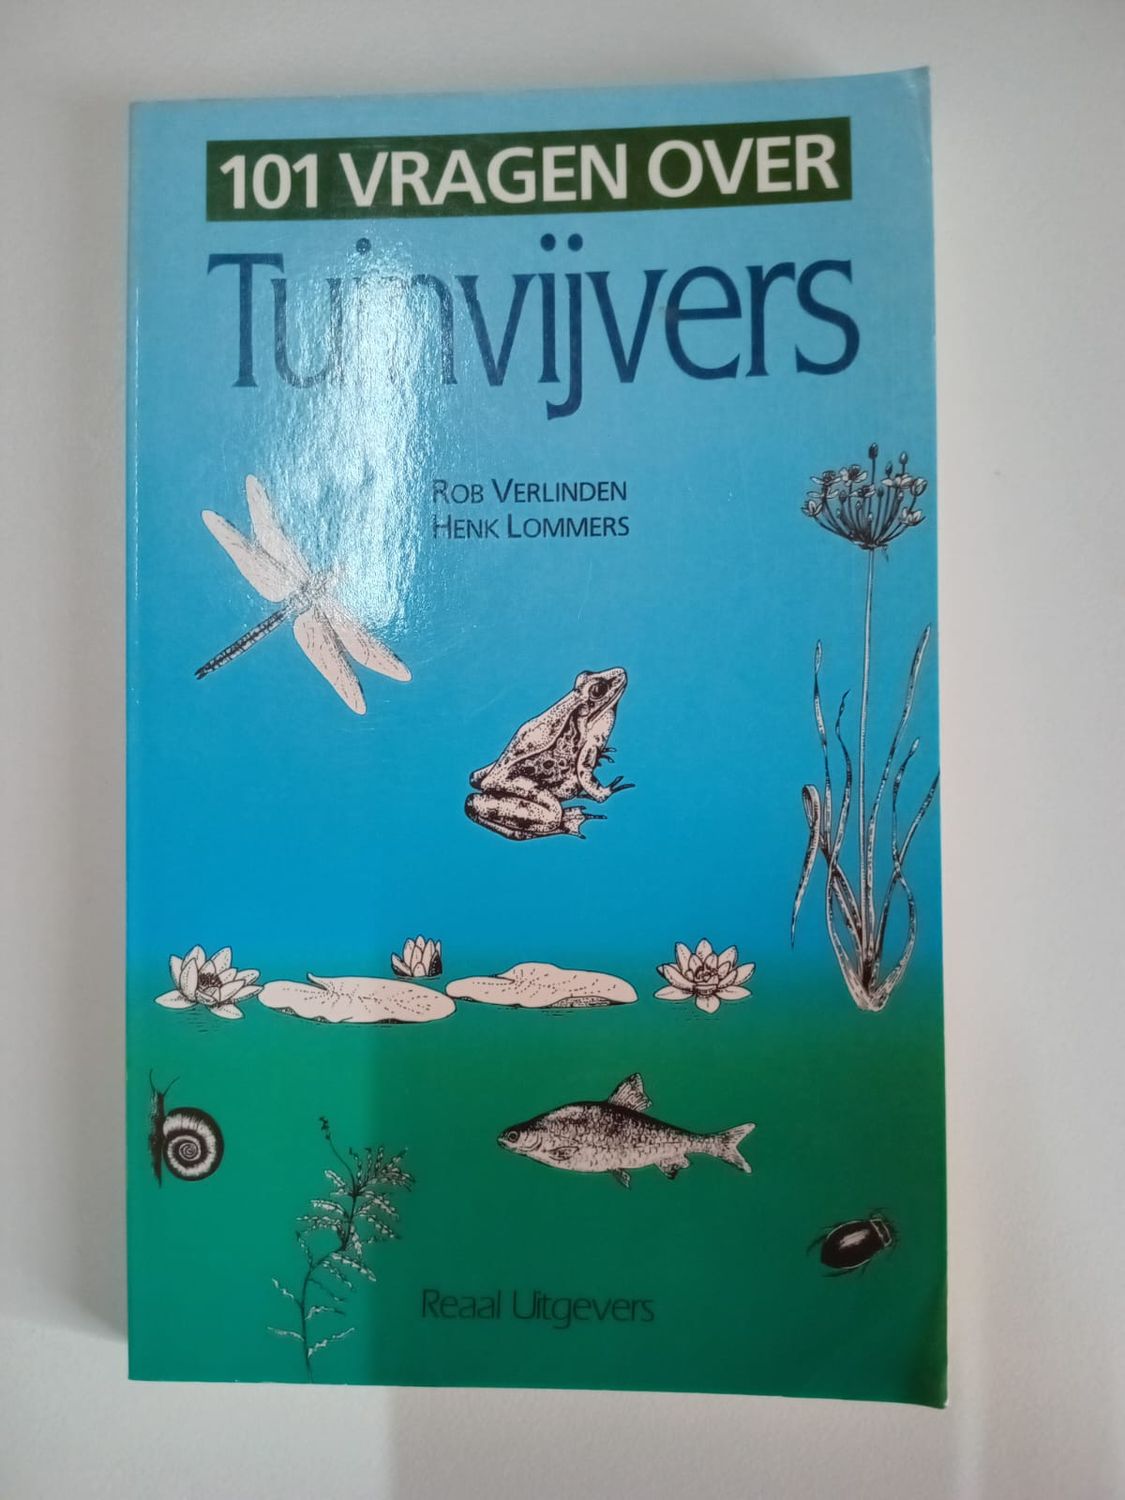 101 VRAGEN OVER
Tuinvijvers
ROB VERLINDEN
HENK LOMMERS
Reaal Uitgevers